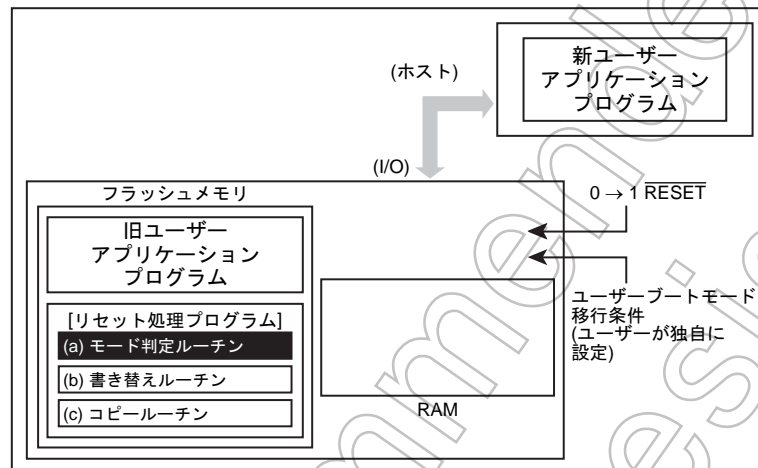 新ユーザー
アプリケーション
プログラム
(ホスト)
(I/O)
フラッシュメモリ
0 → 1 RESET
旧ユーザー
アプリケーション
プログラム
ユーザーブートモード
移行条件
(ユーザーが独自に
設定)
[リセット処理プログラム]
(a) モード判定ルーチン
(b) 書き替えルーチン
(c) コピールーチン
RAM